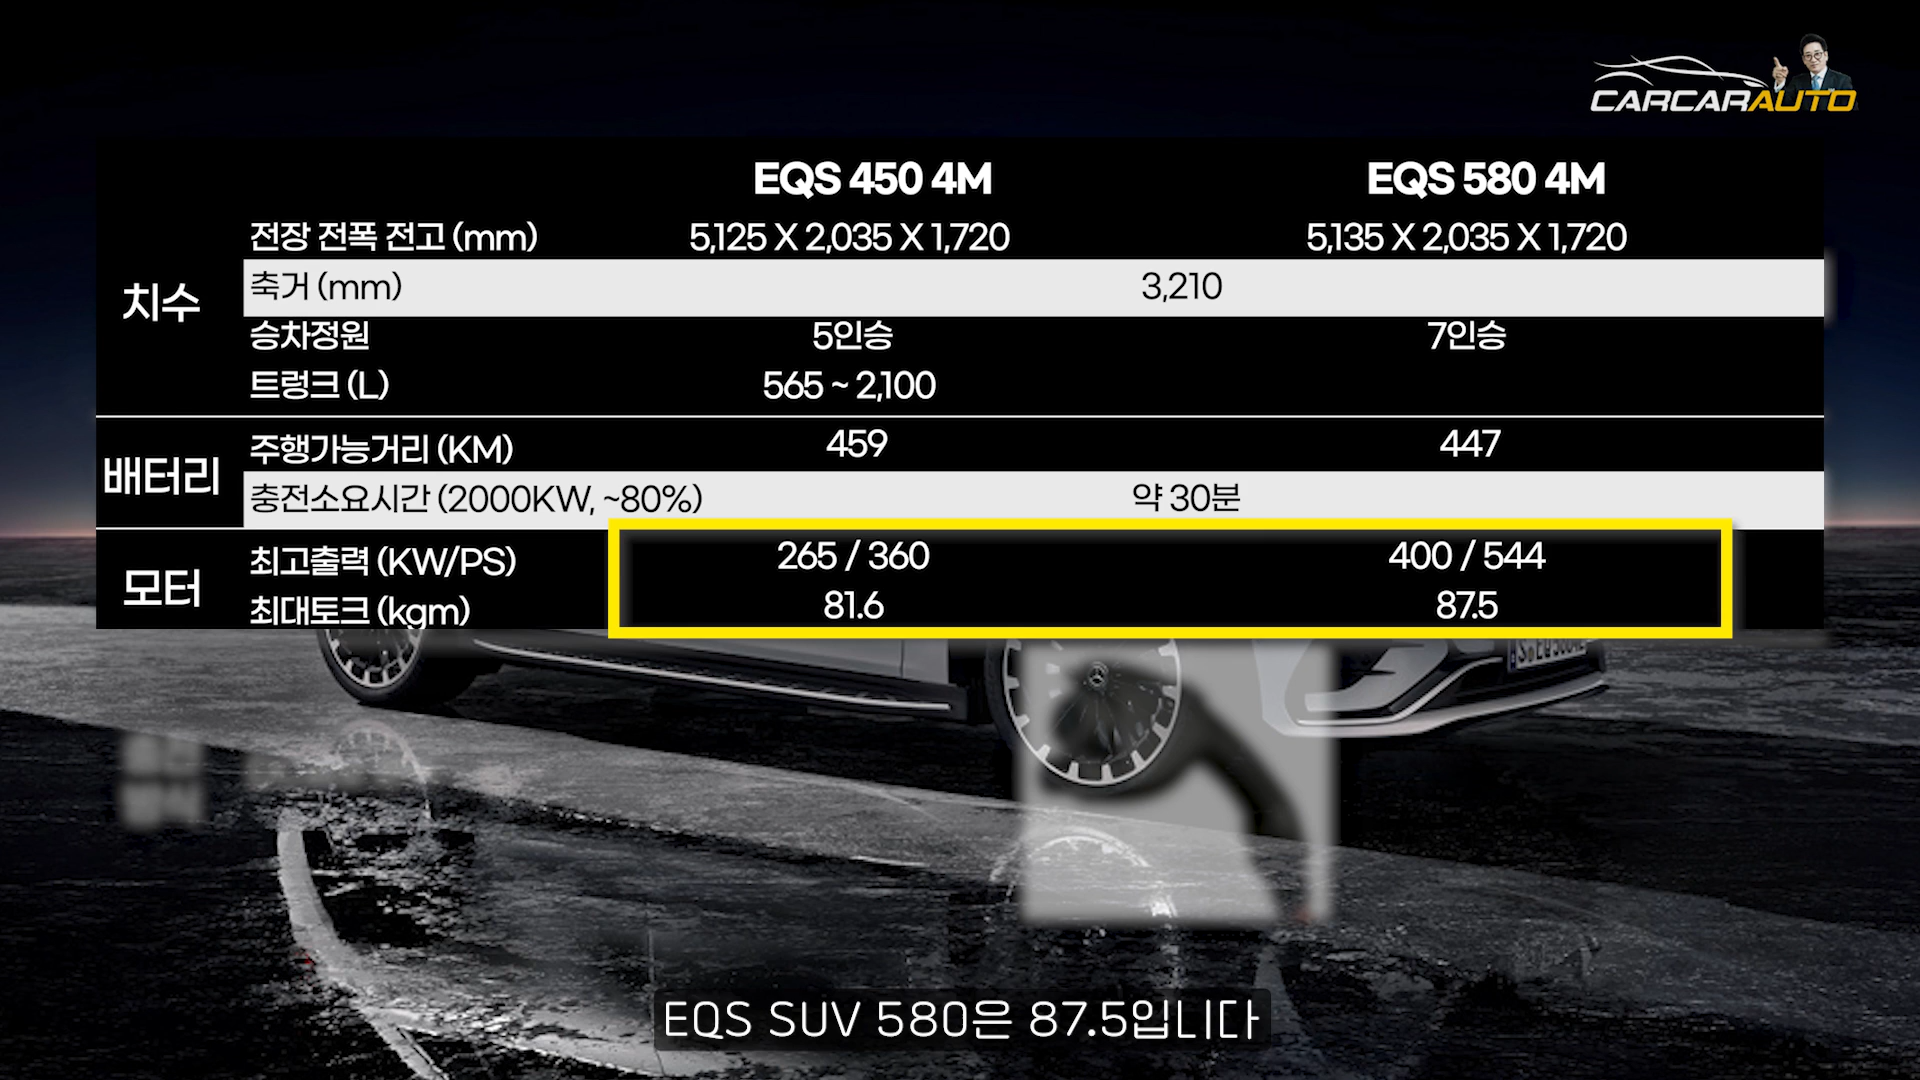 CARCARAUTO
EQS 450 4M EQS 580 4M
치수
전장 전폭 전고 (mm) 5,125 X 2,035 X 1,720 5,135 X 2,035 X 1,720
축거 (mm) 3,210
승차정원 5인승 7인승
트렁크 (L) 565 ~ 2,100
배터리
주행가능거리 (KM) 459 447
충전소요시간 (2000KW, ~80%) 약 30분
모터
최고출력 (KW/PS) 265 / 360 400 / 544
최대토크 (kgm) 81.6 87.5
EQS SUV 580은 87.5입니다